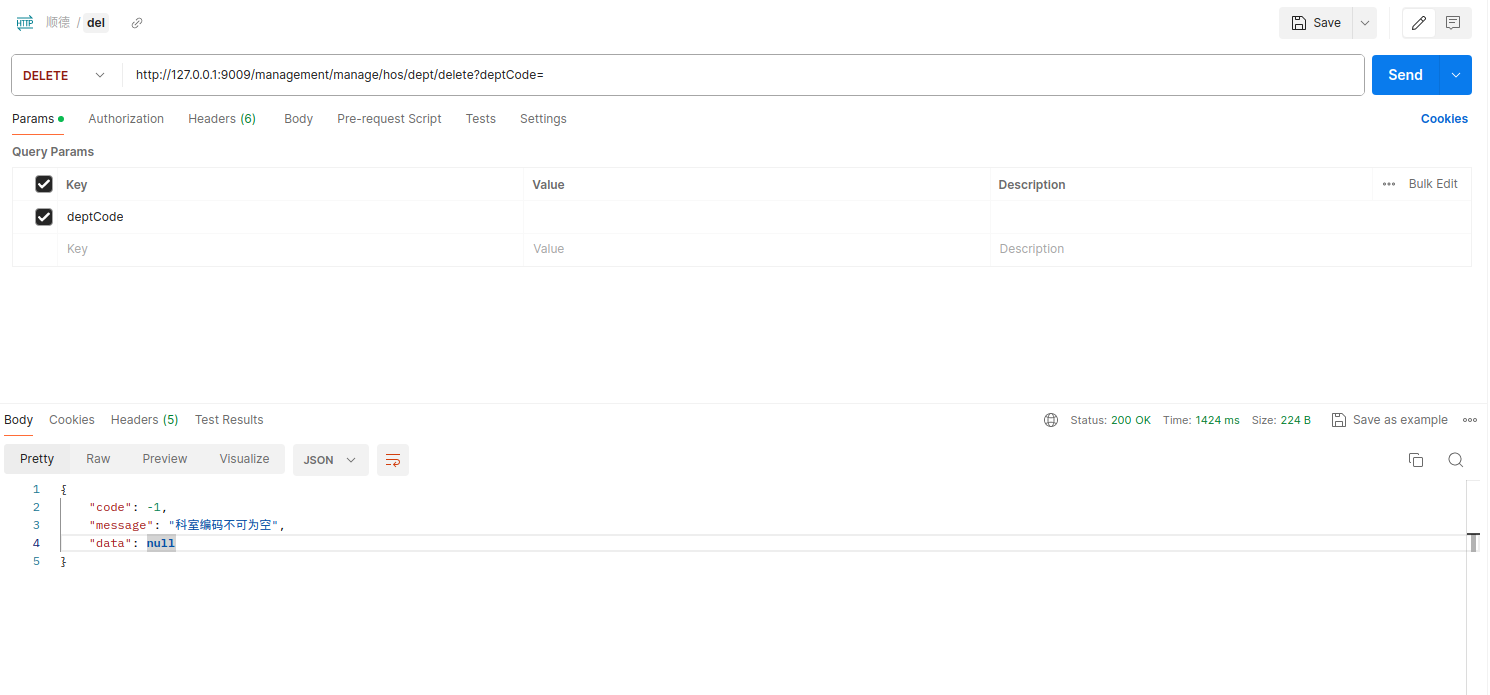 HTTP 顺德 / del
Save
DELETE http://127.0.0.1:9009/management/manage/hos/dept/delete?deptCode= Send
Params Authorization Headers (6) Body Pre-request Script Tests Settings Cookies
Query Params
Key Value Description Bulk Edit
deptCode
Key Value Description
Body Cookies Headers (5) Test Results Status: 200 OK Time: 1424 ms Size: 224 B Save as example
Pretty Raw Preview Visualize JSON
1 {
2 "code": -1,
3 "message": "科室编码不可为空",
4 "data": null
5 }